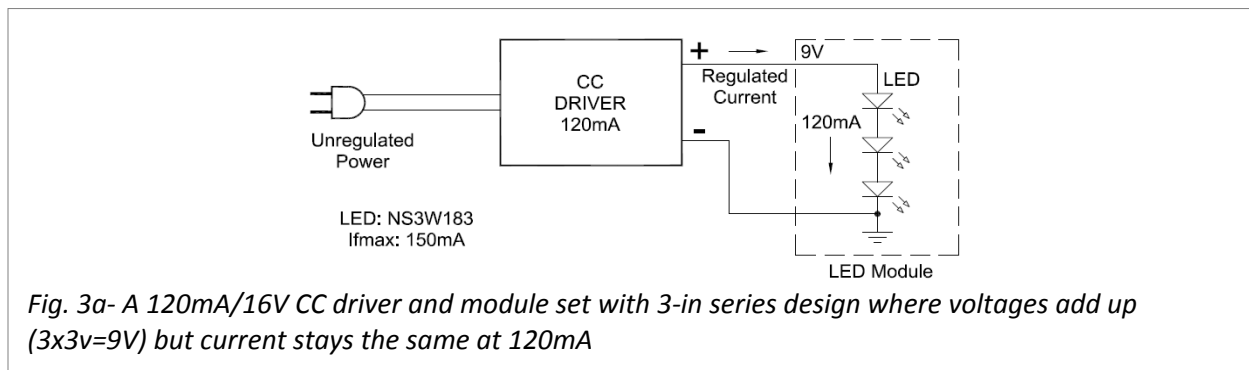 CC
DRIVER
120mA
+
-
Regulated
Current
9V
LED
120mA
Unregulated
Power
LED: NS3W183
Ifmax: 150mA
LED Module
Fig. 3a- A 120mA/16V CC driver and module set with 3-in series design where voltages add up
(3x3v=9V) but current stays the same at 120mA